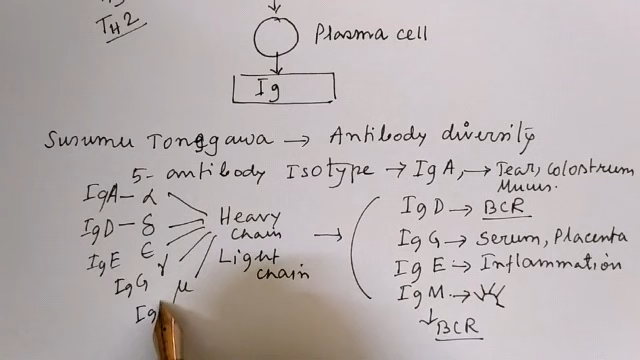 TH2
Plasma cell
Ig
Susumu Tonegawa → Antibody diversity
5- antibody Isotype → IgA, → Tear, Colostrum
Mucus.
IgA – α
IgD – δ
IgE ϵ
IgG γ
Ig μ
Heavy
chain
Light
chain
→
IgD → BCR
IgG → Serum, Placenta
IgE → Inflammation
IgM →
↓ BCR